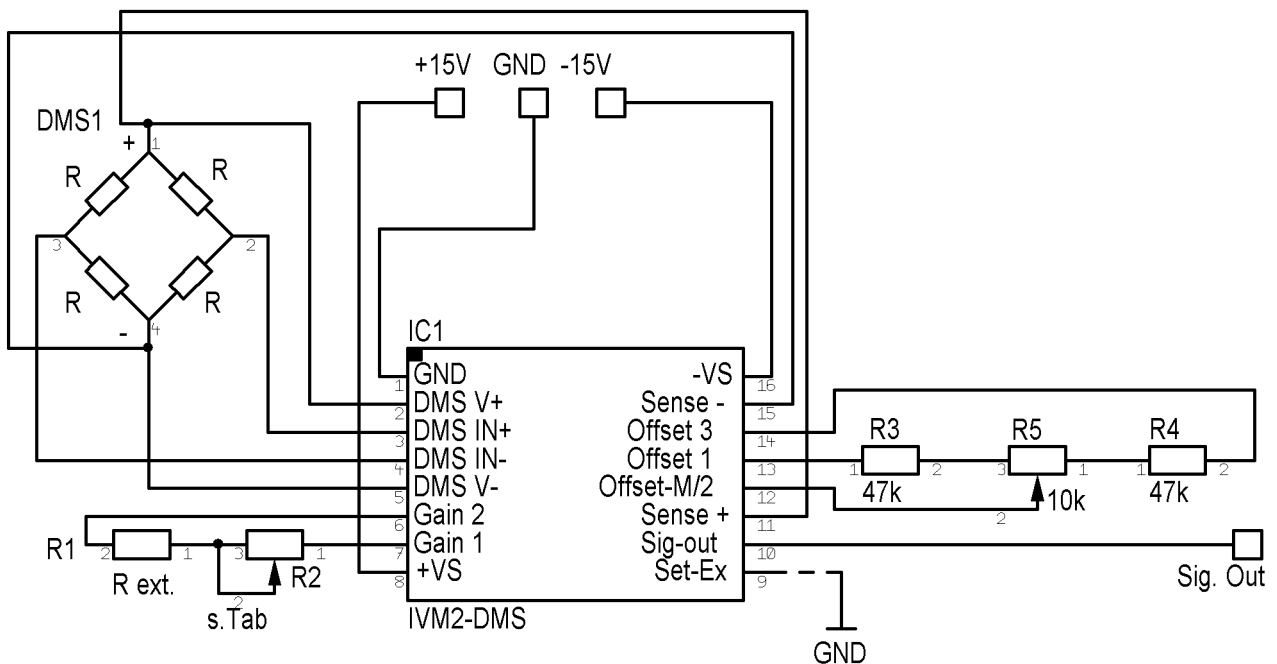 +15V GND -15V
DMS1
+ 1
R R
3 2
R R
- 4
IC1
1 GND -VS 16
2 DMS V+ Sense - 15
3 DMS IN+ Offset 3 14
4 DMS IN- Offset 1 13
5 DMS V- Offset-M/2 12
6 Gain 2 Sense + 11
7 Gain 1 Sig-out 10
8 +VS Set-Ex 9
IVM2-DMS
R3 R5 R4
1 2 3 1 1 2
47k 10k 47k
2
R1 2 1 3 1 R2
R ext.
2
s.Tab
Sig. Out
GND